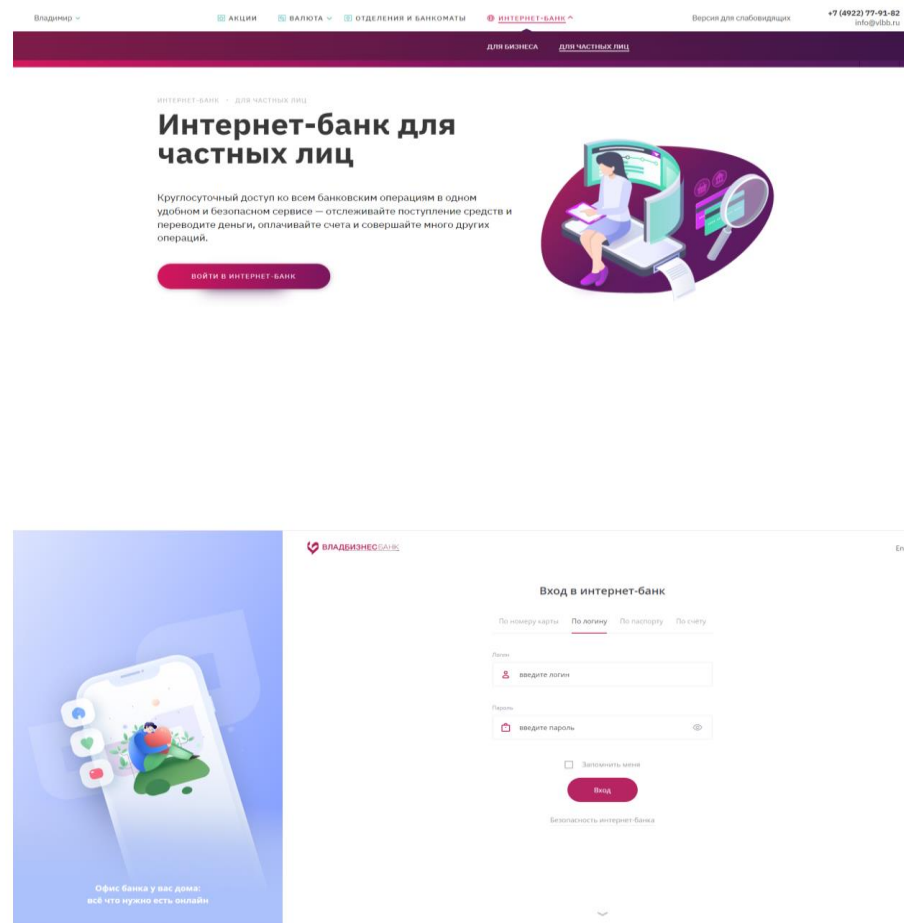 Владимир
АКЦИИ
ВАЛЮТА
ОТДЕЛЕНИЯ И БАНКОМАТЫ
ИНТЕРНЕТ-БАНК
Версия для слабовидящих
+7 (4922) 77-91-82
info@vlbb.ru
ДЛЯ БИЗНЕСА
ДЛЯ ЧАСТНЫХ ЛИЦ
ИНТЕРНЕТ-БАНК - ДЛЯ ЧАСТНЫХ ЛИЦ
Интернет-банк для
частных лиц
Круглосуточный доступ ко всем банковским операциям в одном
удобном и безопасном сервисе — отслеживайте поступление средств и
переводите деньги, оплачивайте счета и совершайте много других
операций.
ВОЙТИ В ИНТЕРНЕТ-БАНК
ВЛАДБИЗНЕСБАНК
En
Вход в интернет-банк
По номеру карты
По логину
По паспорту
По счёту
Логин
введите логин
Пароль
введите пароль
Запомнить меня
Вход
Безопасность интернет-банка
Офис банка у вас дома:
всё что нужно есть онлайн